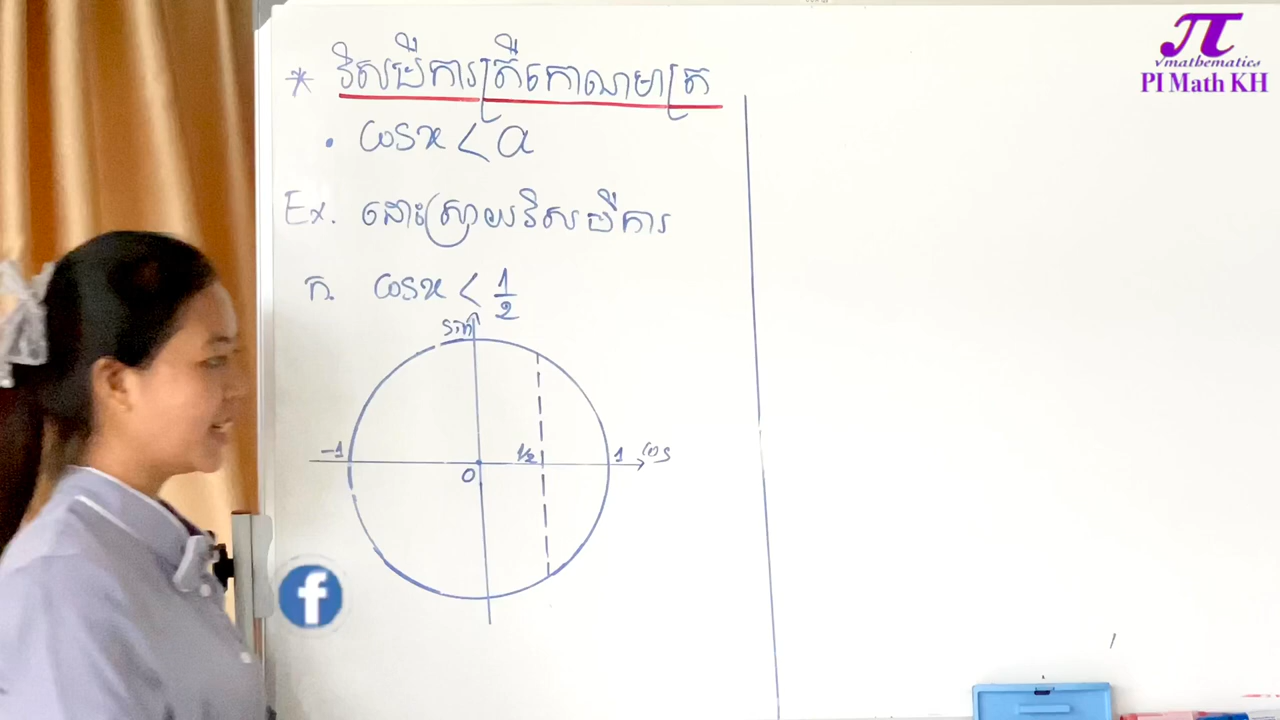 * វិសមីការត្រីកោណមាត្រ
• cosx < a
Ex. ដោះស្រាយវិសមីការ
ក. cosx < 1/2
sin
-1 0 1/2 1 cos
π
√mathematics
PI Math KH
f